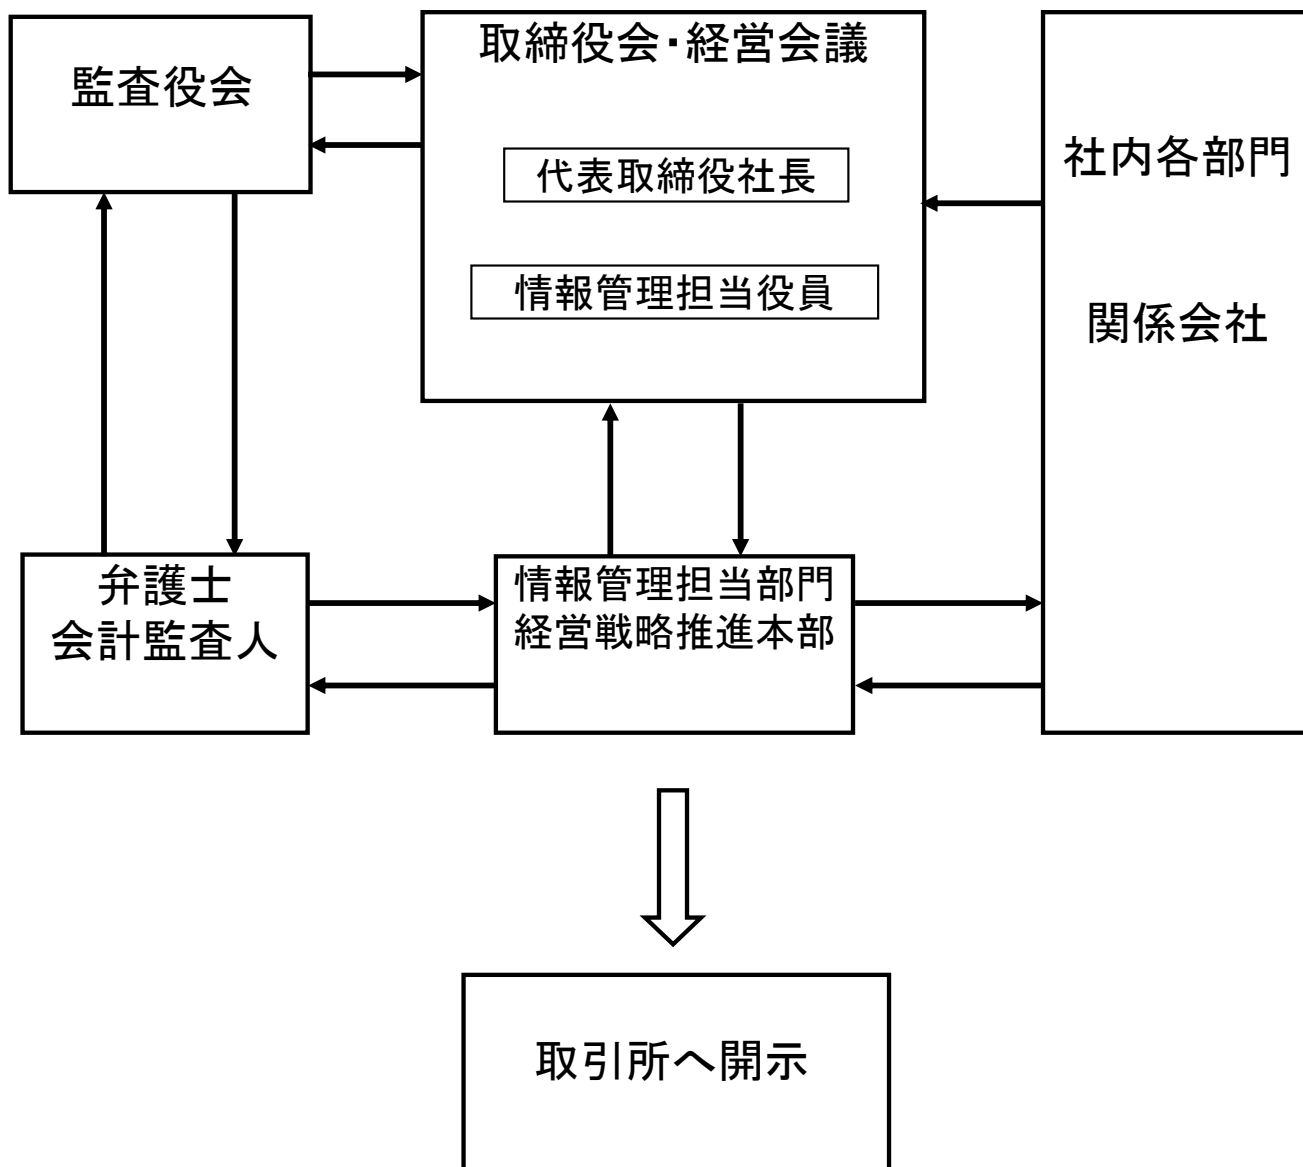 監査役会
取締役会・経営会議
代表取締役社長
情報管理担当役員
社内各部門
関係会社
弁護士
会計監査人
情報管理担当部門
経営戦略推進本部
取引所へ開示